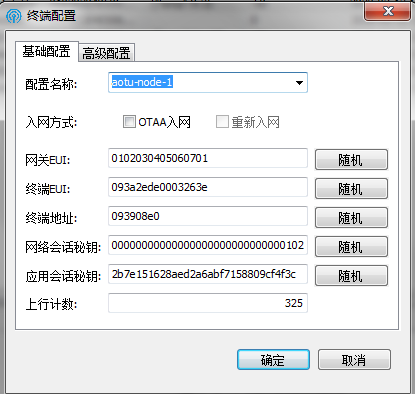 终端配置
基础配置 高级配置
配置名称: aotu-node-1
入网方式: OTAA入网 重新入网
网关EUI: 0102030405060701 随机
终端EUI: 093a2ede0003263e 随机
终端地址: 093908e0 随机
网络会话秘钥: 00000000000000000000000000000102 随机
应用会话秘钥: 2b7e151628aed2a6abf7158809cf4f3c 随机
上行计数: 325
确定 取消